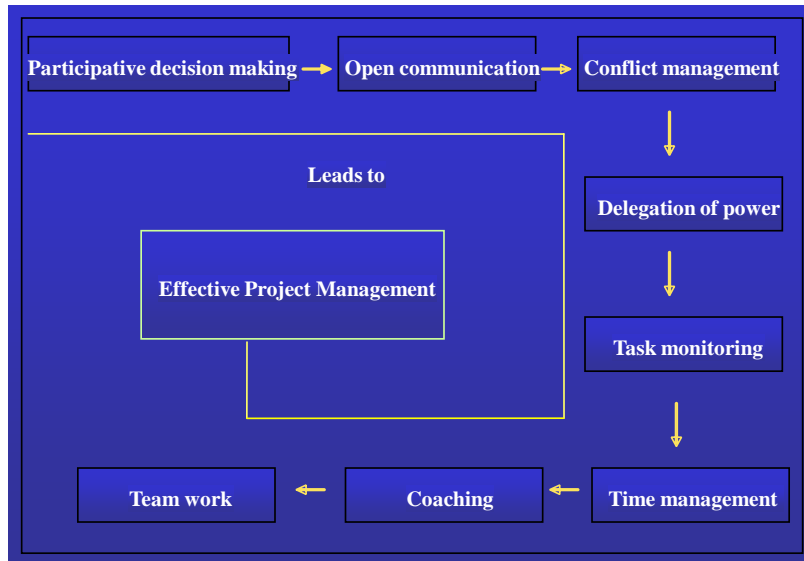 Participative decision making
Open communication
Conflict management
Leads to
Delegation of power
Effective Project Management
Task monitoring
Team work
Coaching
Time management